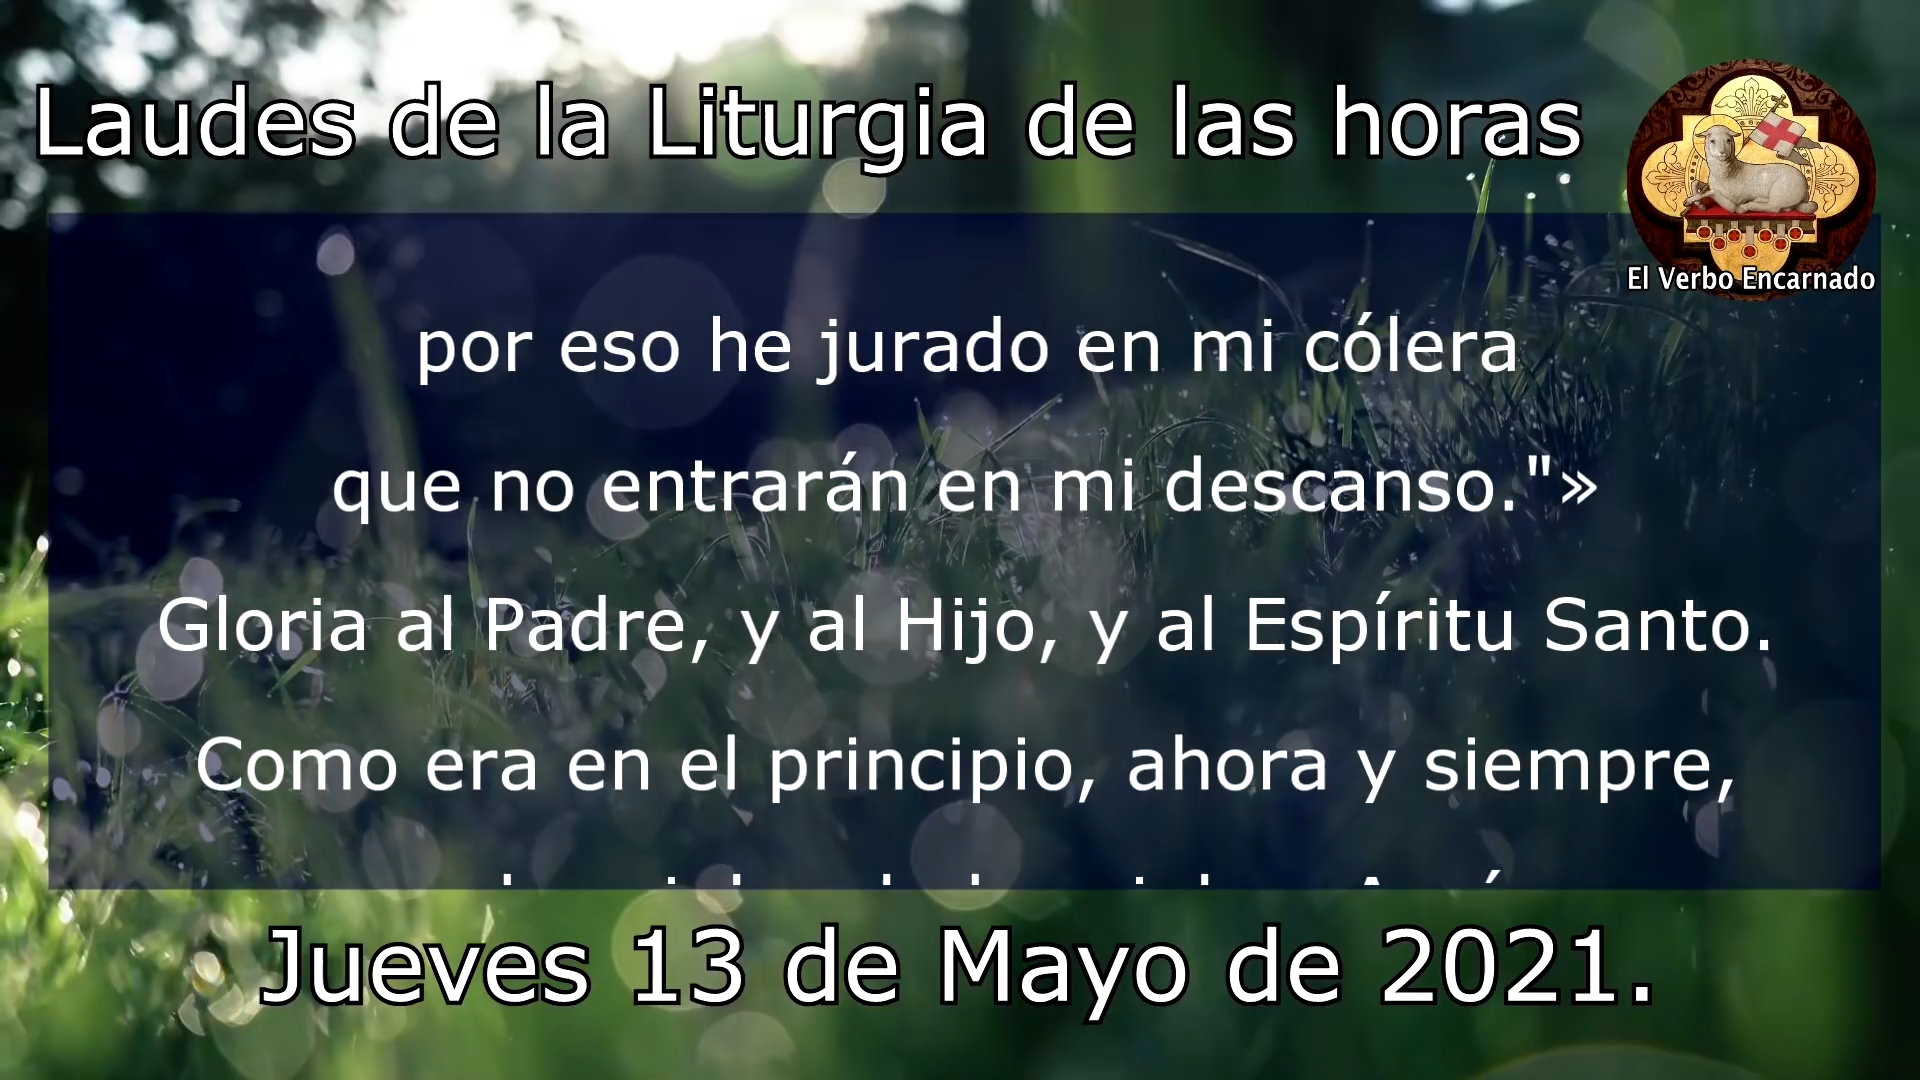 Laudes de la Liturgia de las horas
El Verbo Encarnado
por eso he jurado en mi cólera
que no entrarán en mi descanso."»
Gloria al Padre, y al Hijo, y al Espíritu Santo.
Como era en el principio, ahora y siempre,
Jueves 13 de Mayo de 2021.